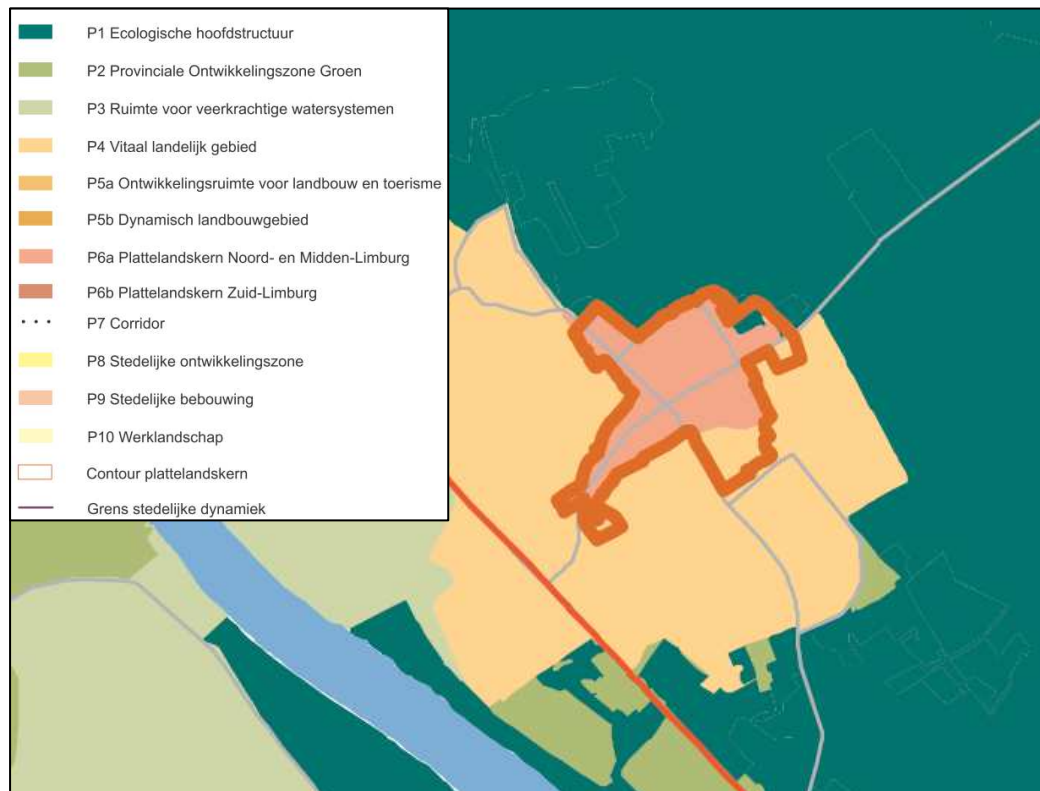 P1 Ecologische hoofdstructuur
P2 Provinciale Ontwikkelingszone Groen
P3 Ruimte voor veerkrachtige watersystemen
P4 Vitaal landelijk gebied
P5a Ontwikkelingsruimte voor landbouw en toerisme
P5b Dynamisch landbouwgebied
P6a Plattelandskern Noord- en Midden-Limburg
P6b Plattelandskern Zuid-Limburg
P7 Corridor
P8 Stedelijke ontwikkelingszone
P9 Stedelijke bebouwing
P10 Werklandschap
Contour plattelandskern
Grens stedelijke dynamiek